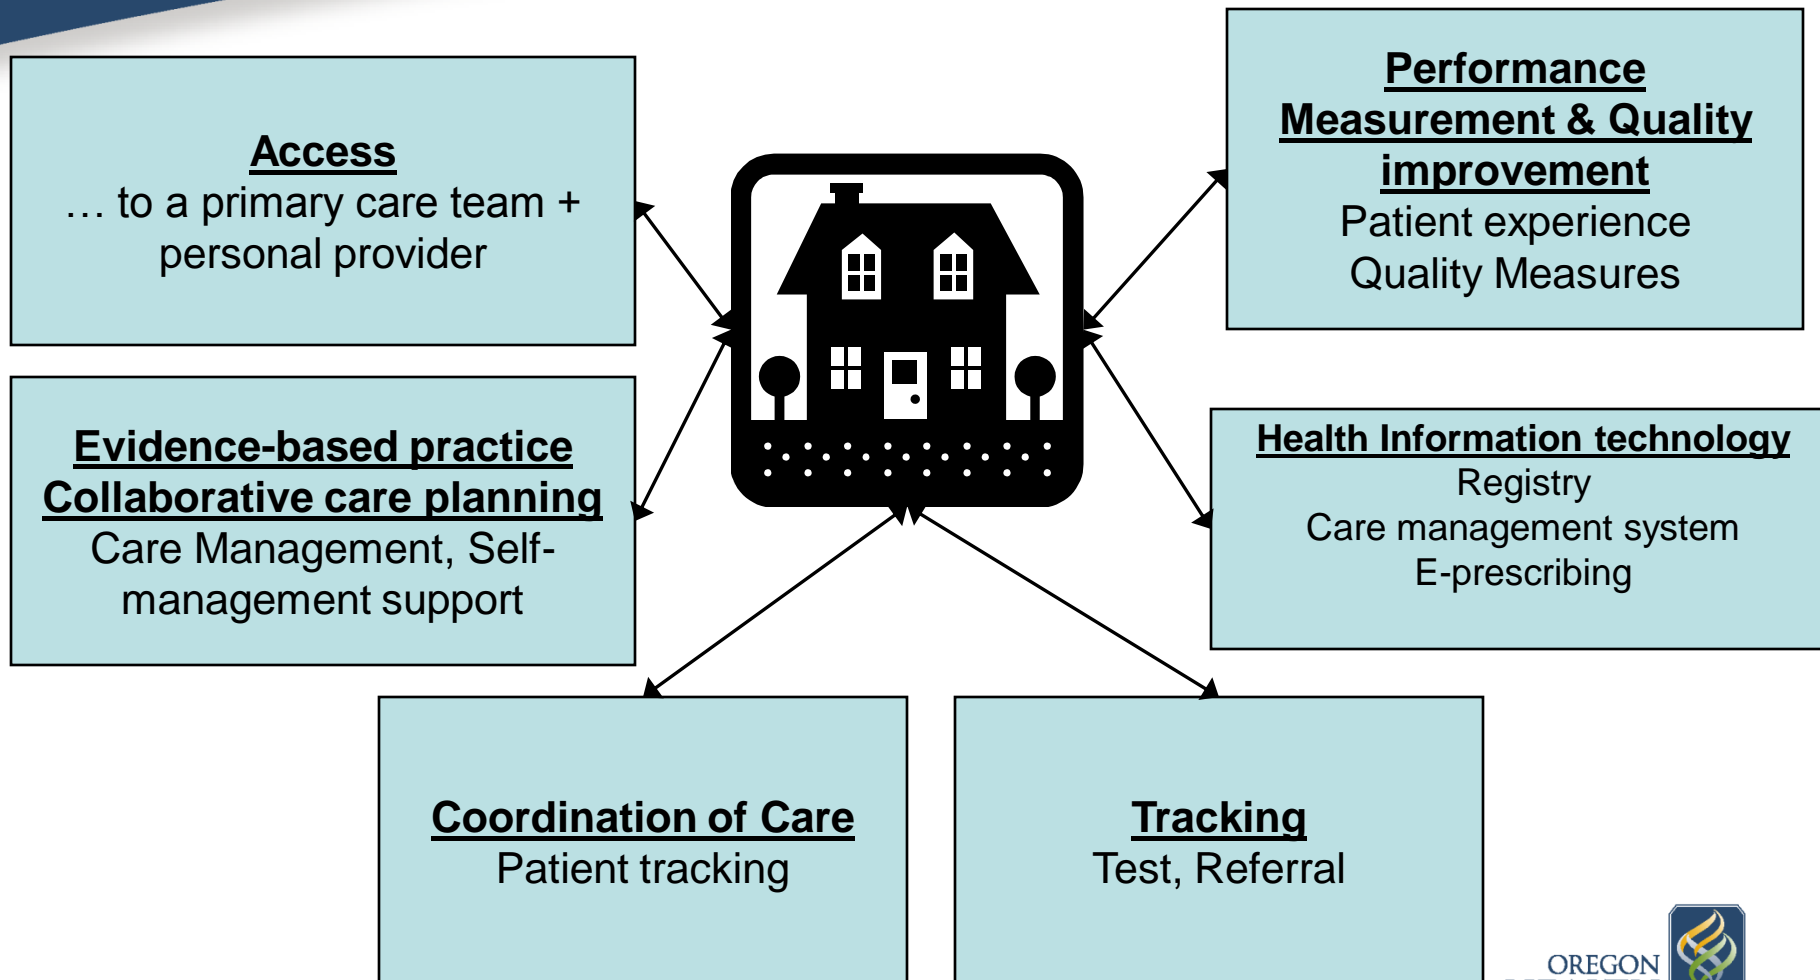 Access
… to a primary care team +
personal provider
Performance
Measurement & Quality
improvement
Patient experience
Quality Measures
Evidence-based practice
Collaborative care planning
Care Management, Self-
management support
Health Information technology
Registry
Care management system
E-prescribing
Coordination of Care
Patient tracking
Tracking
Test, Referral
OREGON